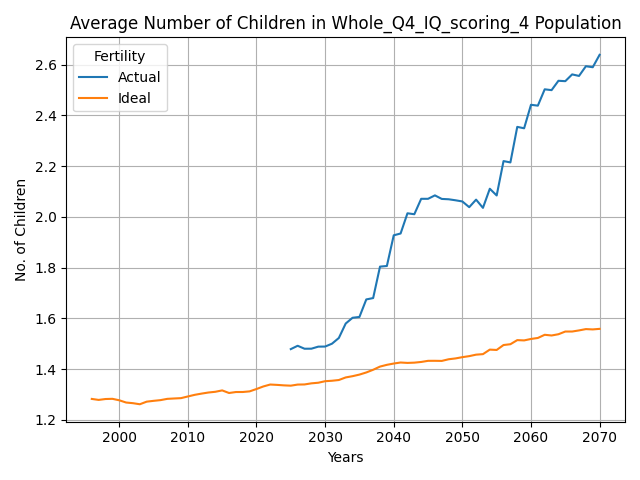 Average Number of Children in Whole_Q4_IQ_scoring_4 Population
Fertility
Actual
Ideal
No. of Children
2.6
2.4
2.2
2.0
1.8
1.6
1.4
1.2
2000 2010 2020 2030 2040 2050 2060 2070
Years